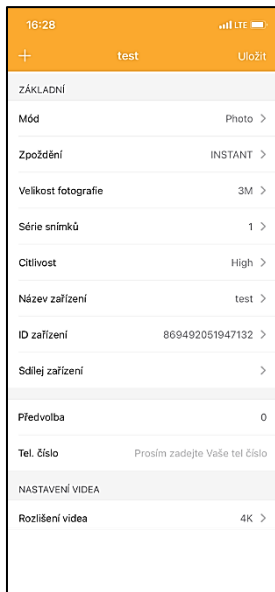 16:28 LTE
+ test Uložit
ZÁKLADNÍ
Mód Photo >
Zpoždění INSTANT >
Velikost fotografie 3M >
Série snímků 1 >
Citlivost High >
Název zařízení test >
ID zařízení 869492051947132 >
Sdílej zařízení >
Předvolba 0
Tel. číslo Prosím zadejte Vaše tel číslo
NASTAVENÍ VIDEA
Rozlišení videa 4K >